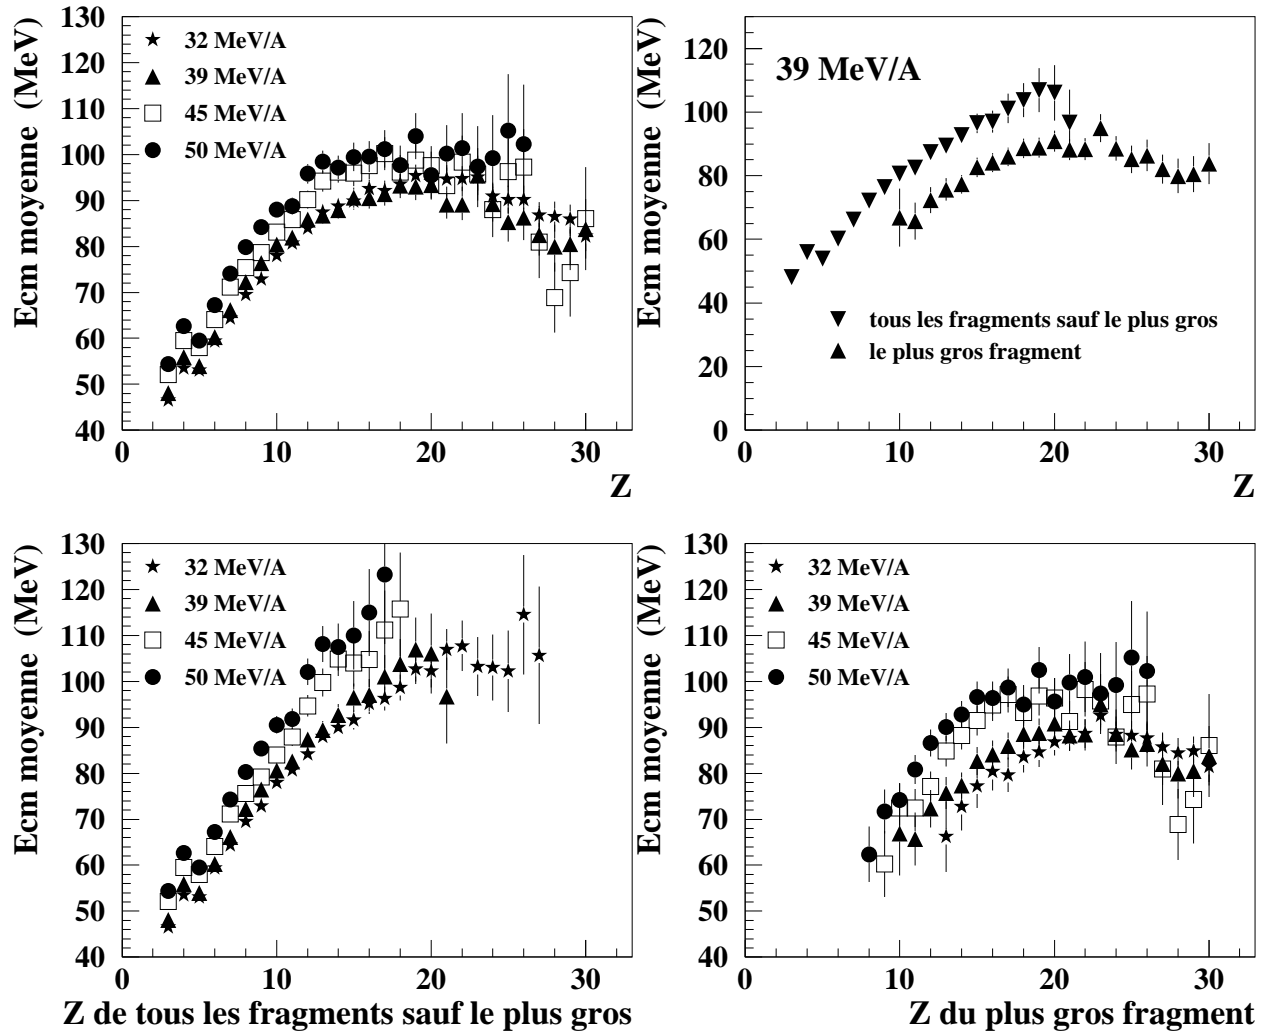 Ecm moyenne (MeV)
130
120
110
100
90
80
70
60
50
40
32 MeV/A
39 MeV/A
45 MeV/A
50 MeV/A
0
10
20
30
Z
Ecm moyenne (MeV)
120
100
80
60
40
20
0
39 MeV/A
tous les fragments sauf le plus gros
le plus gros fragment
0
10
20
30
Z
Ecm moyenne (MeV)
130
120
110
100
90
80
70
60
50
40
32 MeV/A
39 MeV/A
45 MeV/A
50 MeV/A
0
10
20
30
Z de tous les fragments sauf le plus gros
Ecm moyenne (MeV)
130
120
110
100
90
80
70
60
50
40
32 MeV/A
39 MeV/A
45 MeV/A
50 MeV/A
0
10
20
30
Z du plus gros fragment